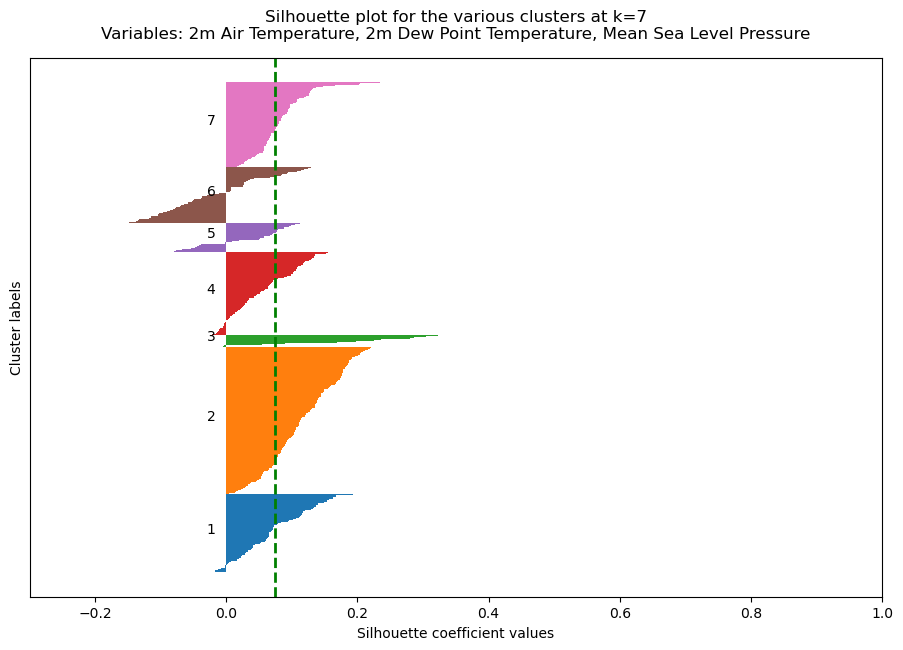 Silhouette plot for the various clusters at k=7
Variables: 2m Air Temperature, 2m Dew Point Temperature, Mean Sea Level Pressure
7
6
5
4
3
2
1
Cluster labels
−0.2 0.0 0.2 0.4 0.6 0.8 1.0
Silhouette coefficient values